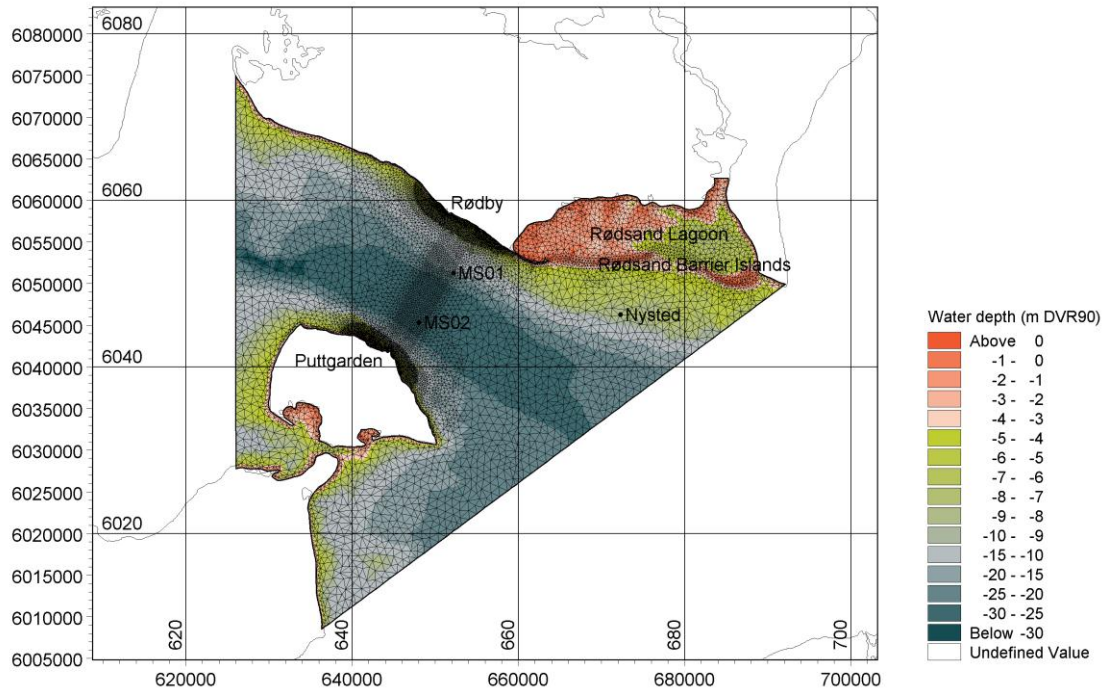 6080000
6075000
6070000
6065000
6060000
6055000
6050000
6045000
6040000
6035000
6030000
6025000
6020000
6015000
6010000
6005000
6080
6060
6040
6020
Rødby
Rødsand Lagoon
Rødsand Barrier Islands
MS01
Nysted
MS02
Puttgarden
620
640
660
680
700
620000
640000
660000
680000
700000
Water depth (m DVR90)
Above 0
-1 - 0
-2 - -1
-3 - -2
-4 - -3
-5 - -4
-6 - -5
-7 - -6
-8 - -7
-9 - -8
-10 - -9
-15 - -10
-20 - -15
-25 - -20
-30 - -25
Below -30
Undefined Value